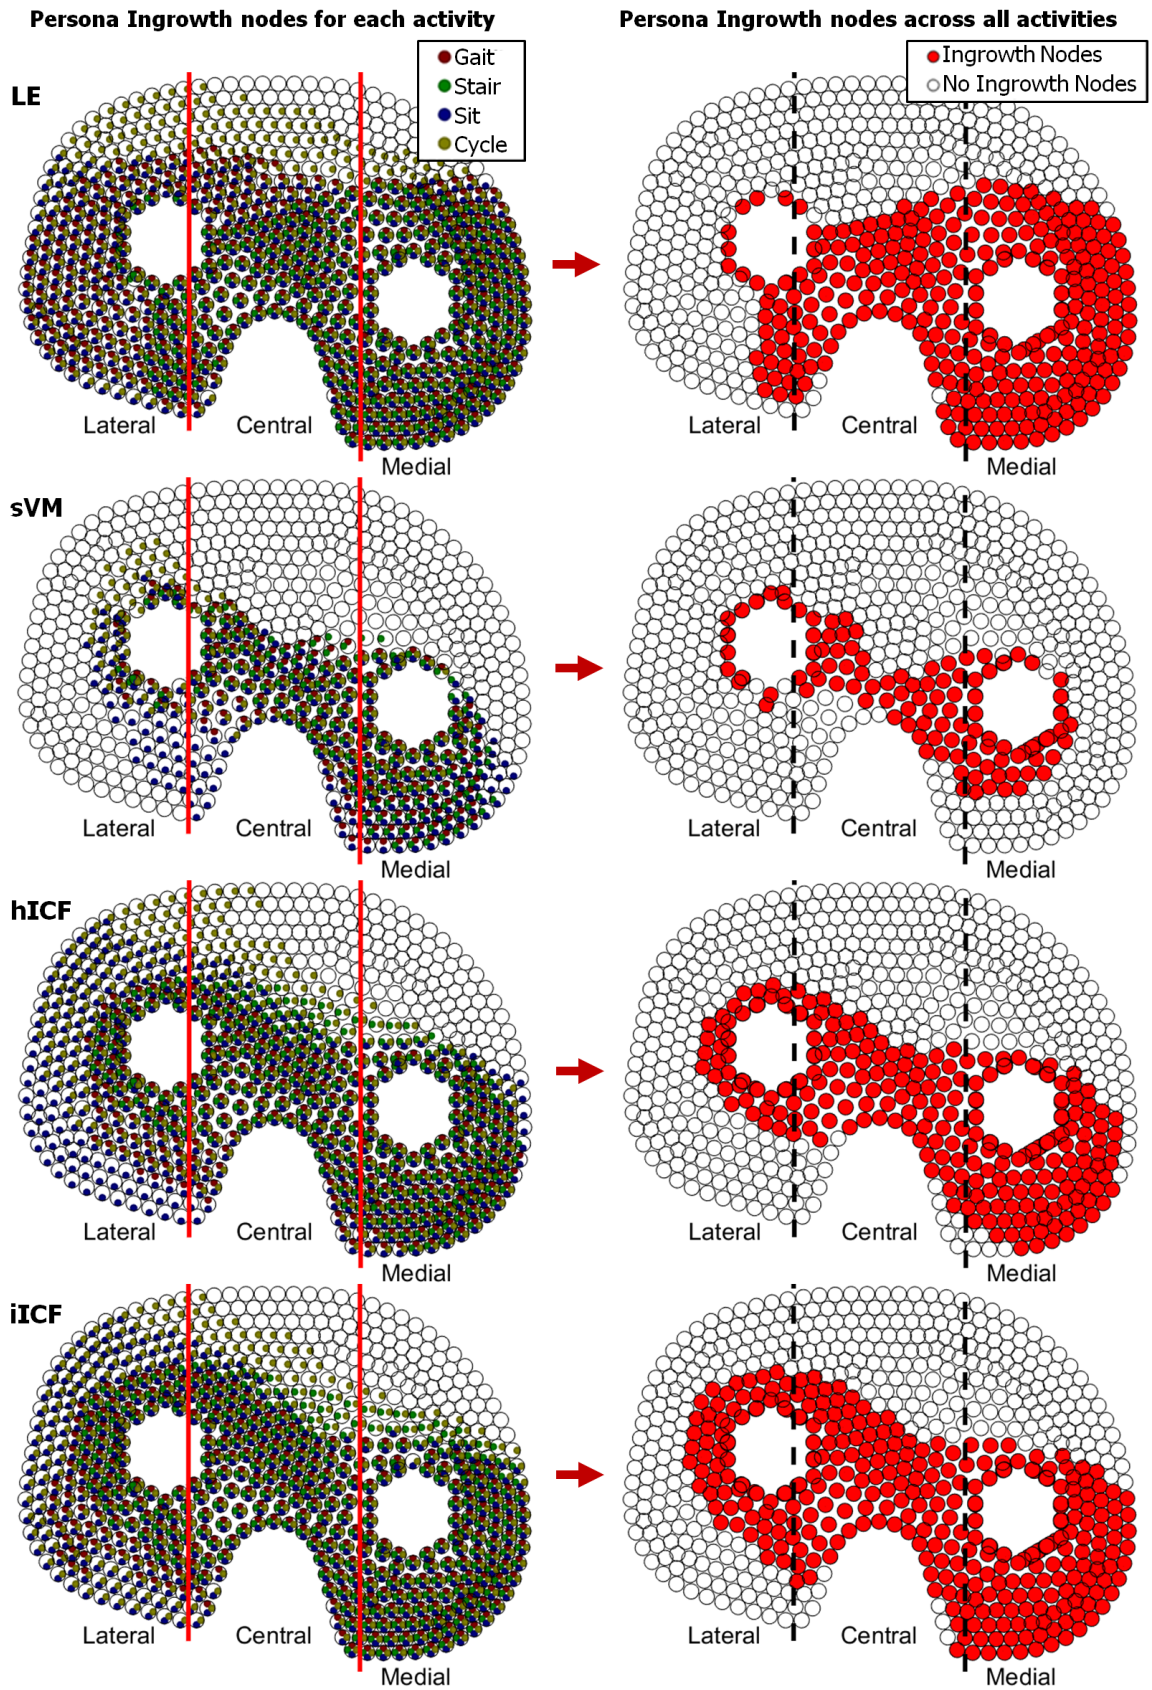 Persona Ingrowth nodes for each activity
Persona Ingrowth nodes across all activities
Gait
Stair
Sit
Cycle
Ingrowth Nodes
No Ingrowth Nodes
LE
Lateral
Central
Medial
Lateral
Central
Medial
sVM
Lateral
Central
Medial
Lateral
Central
Medial
hICF
Lateral
Central
Medial
Lateral
Central
Medial
iICF
Lateral
Central
Medial
Lateral
Central
Medial